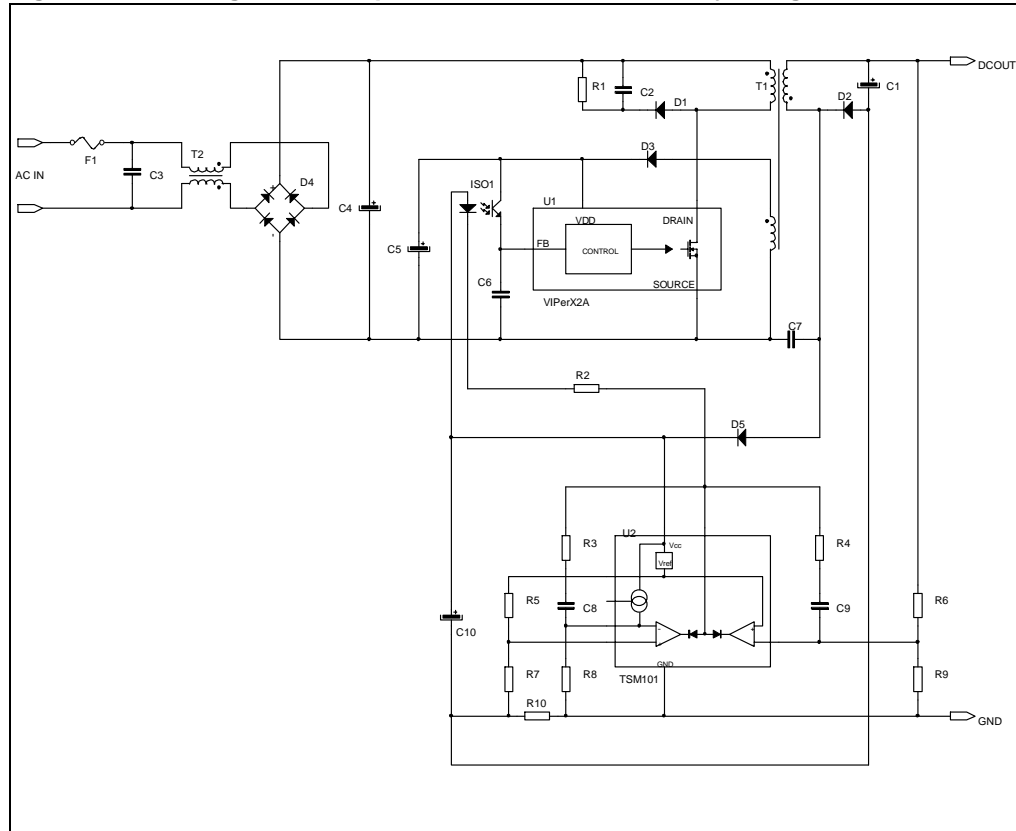 DCOUT
R1
C2
T1
D2
C1
D1
F1
T2
D3
AC IN
C3
D4
ISO1
C4
U1
VDD
DRAIN
C5
FB
CONTROL
C6
SOURCE
VIPerX2A
C7
R2
D5
U2
R3
Vcc
R4
Vref
R5
C8
C9
R6
C10
R7
R8
GND
R9
TSM101
R10
GND